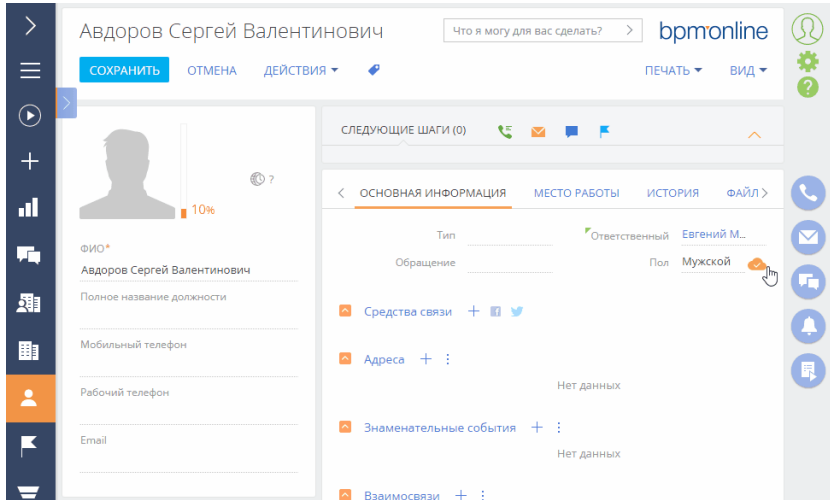 Авдоров Сергей Валентинович
Что я могу для вас сделать?
bpmonline
СОХРАНИТЬ ОТМЕНА ДЕЙСТВИЯ
ПЕЧАТЬ ВИД
10%
?
ФИО*
Авдоров Сергей Валентинович
Полное название должности
Мобильный телефон
Рабочий телефон
Email
СЛЕДУЮЩИЕ ШАГИ (0)
ОСНОВНАЯ ИНФОРМАЦИЯ МЕСТО РАБОТЫ ИСТОРИЯ ФАЙЛ
Тип
Ответственный Евгений М...
Обращение
Пол Мужской
Средства связи
Адреса
Нет данных
Знаменательные события
Нет данных
Взаимосвязи